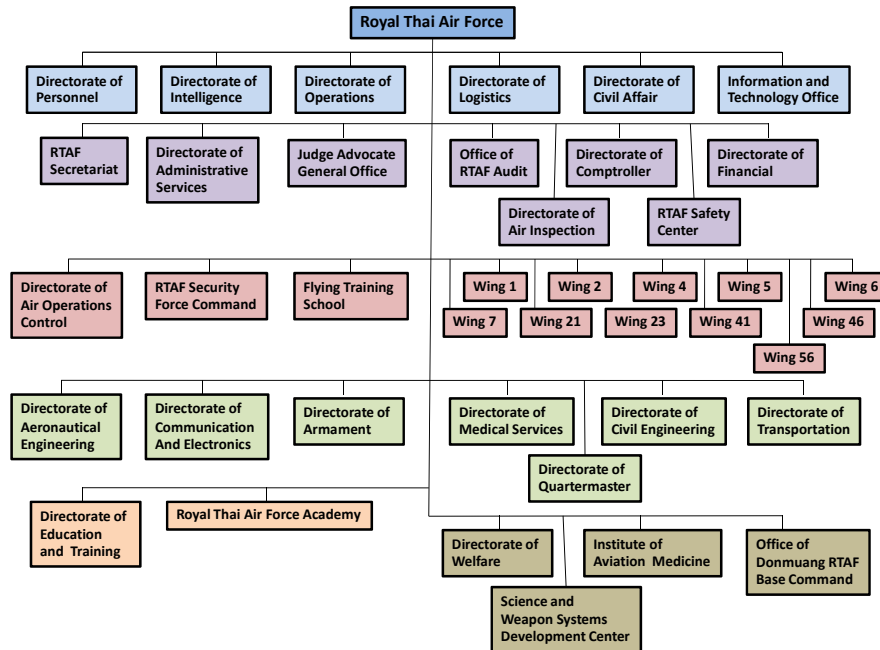 Royal Thai Air Force
Directorate of
Personnel
Directorate of
Intelligence
Directorate of
Operations
Directorate of
Logistics
Directorate of
Civil Affair
Information and
Technology Office
RTAF
Secretariat
Directorate of
Administrative
Services
Judge Advocate
General Office
Office of
RTAF Audit
Directorate of
Comptroller
Directorate of
Financial
Directorate of
Air Inspection
RTAF Safety
Center
Directorate of
Air Operations
Control
RTAF Security
Force Command
Flying Training
School
Wing 1
Wing 2
Wing 4
Wing 5
Wing 6
Wing 7
Wing 21
Wing 23
Wing 41
Wing 46
Wing 56
Directorate of
Aeronautical
Engineering
Directorate of
Communication
And Electronics
Directorate of
Armament
Directorate of
Medical Services
Directorate of
Civil Engineering
Directorate of
Transportation
Directorate of
Quartermaster
Directorate of
Education
and Training
Royal Thai Air Force Academy
Directorate of
Welfare
Institute of
Aviation Medicine
Office of
Donmuang RTAF
Base Command
Science and
Weapon Systems
Development Center